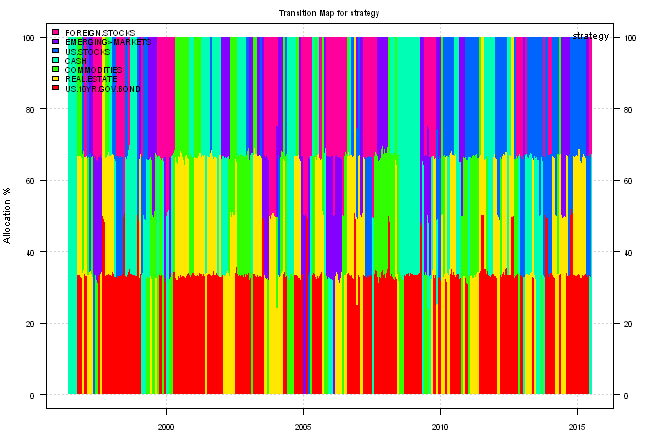 Transition Map for strategy
strategy
FOREIGN.STOCKS
EMERGING>MARKETS
US.STOCKS
CASH
COMMODITIES
REAL.ESTATE
US.10YR.GOV.BOND
Allocation %
100 100
80 80
60 60
40 40
20 20
0 0
2000 2005 2010 2015